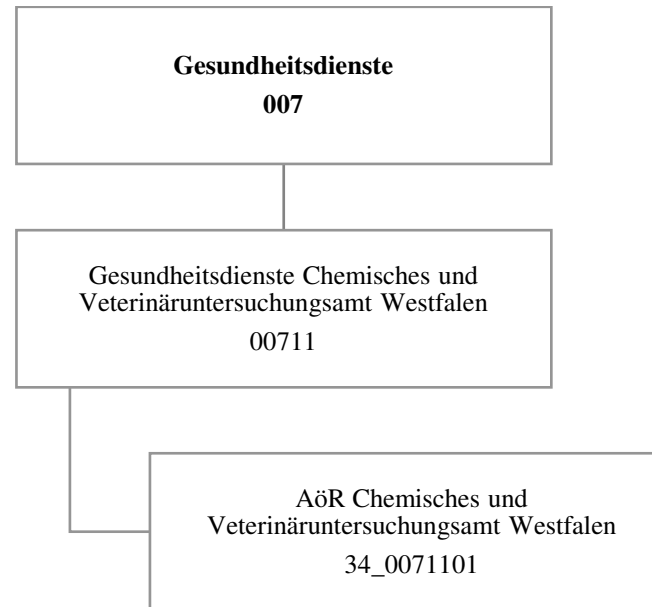 Gesundheitsdienste
007
Gesundheitsdienste Chemisches und
Veterinäruntersuchungsamt Westfalen
00711
AöR Chemisches und
Veterinäruntersuchungsamt Westfalen
34_0071101